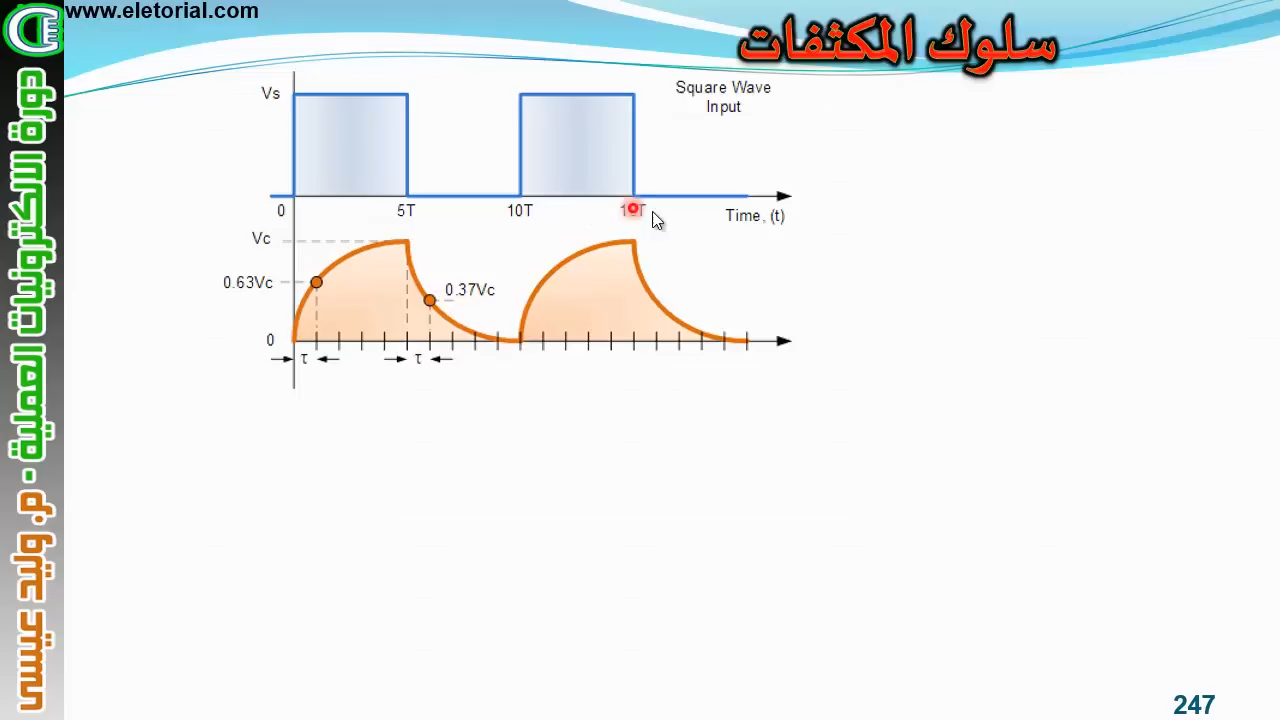 www.eletorial.com
سلوك المكثفات
دورة الالكترونيات العملية - م. وليد عيسى
Vs
Square Wave
Input
0
5T
10T
Time, (t)
Vc
0.63Vc
0.37Vc
0
τ
τ
247